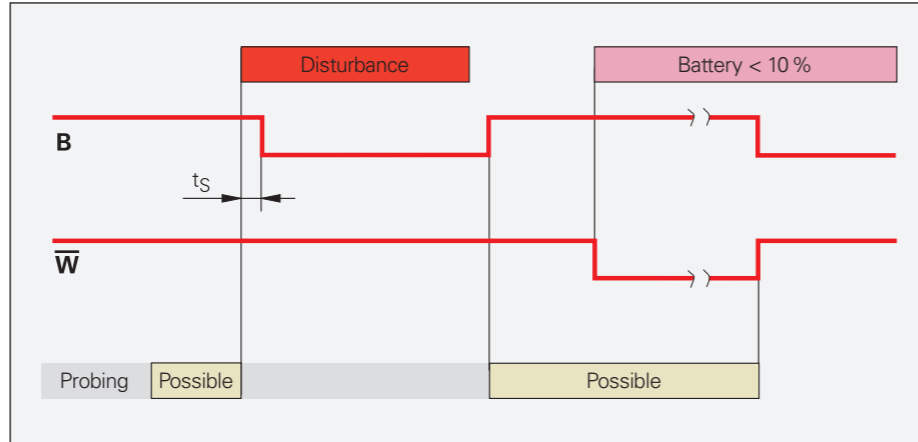 Disturbance
Battery < 10 %
B
tS
W̅
Probing
Possible
Possible